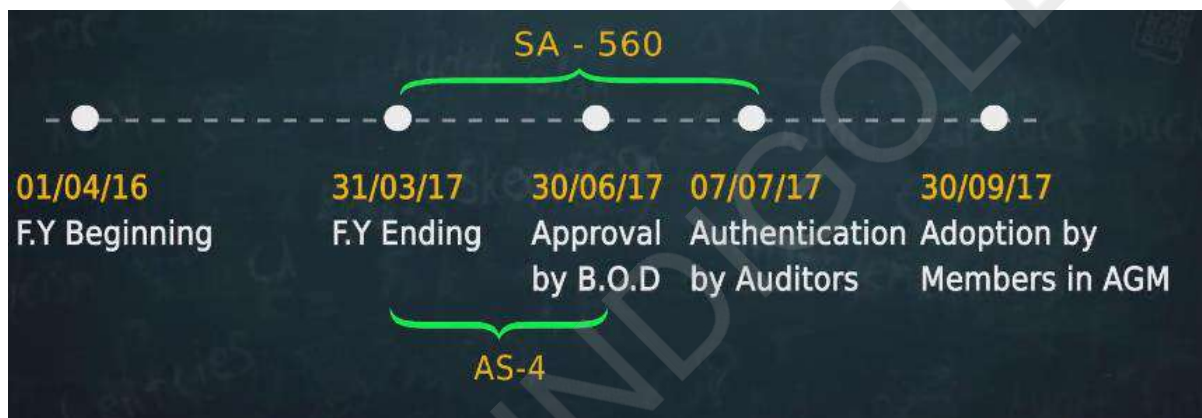 SA - 560
01/04/16
F.Y Beginning
31/03/17
F.Y Ending
30/06/17
Approval
by B.O.D
07/07/17
Authentication
by Auditors
30/09/17
Adoption by
Members in AGM
AS-4